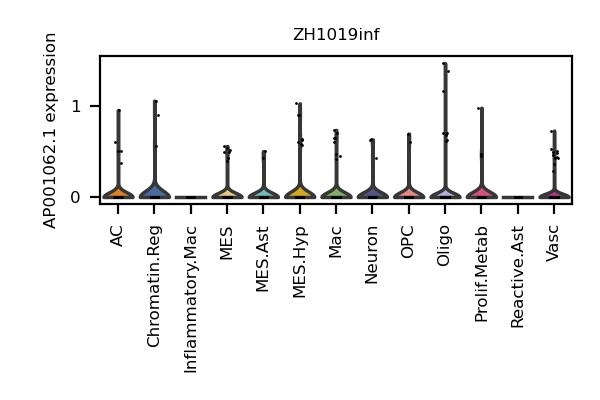 ZH1019inf
AP001062.1 expression
1
0
AC
Chromatin.Reg
Inflammatory.Mac
MES
MES.Ast
MES.Hyp
Mac
Neuron
OPC
Oligo
Prolif.Metab
Reactive.Ast
Vasc